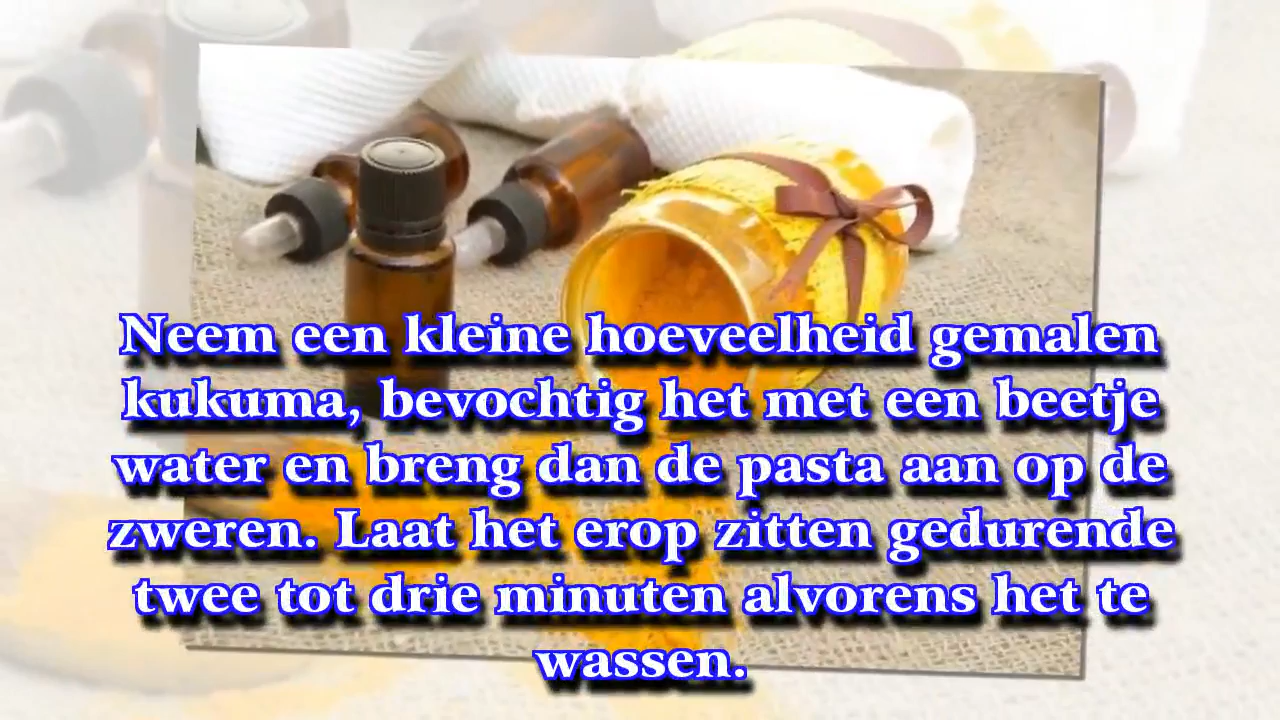 Neem een kleine hoeveelheid gemalen
kukuma, bevochtig het met een beetje
water en breng dan de pasta aan op de
zweren. Laat het erop zitten gedurende
twee tot drie minuten alvorens het te
wassen.